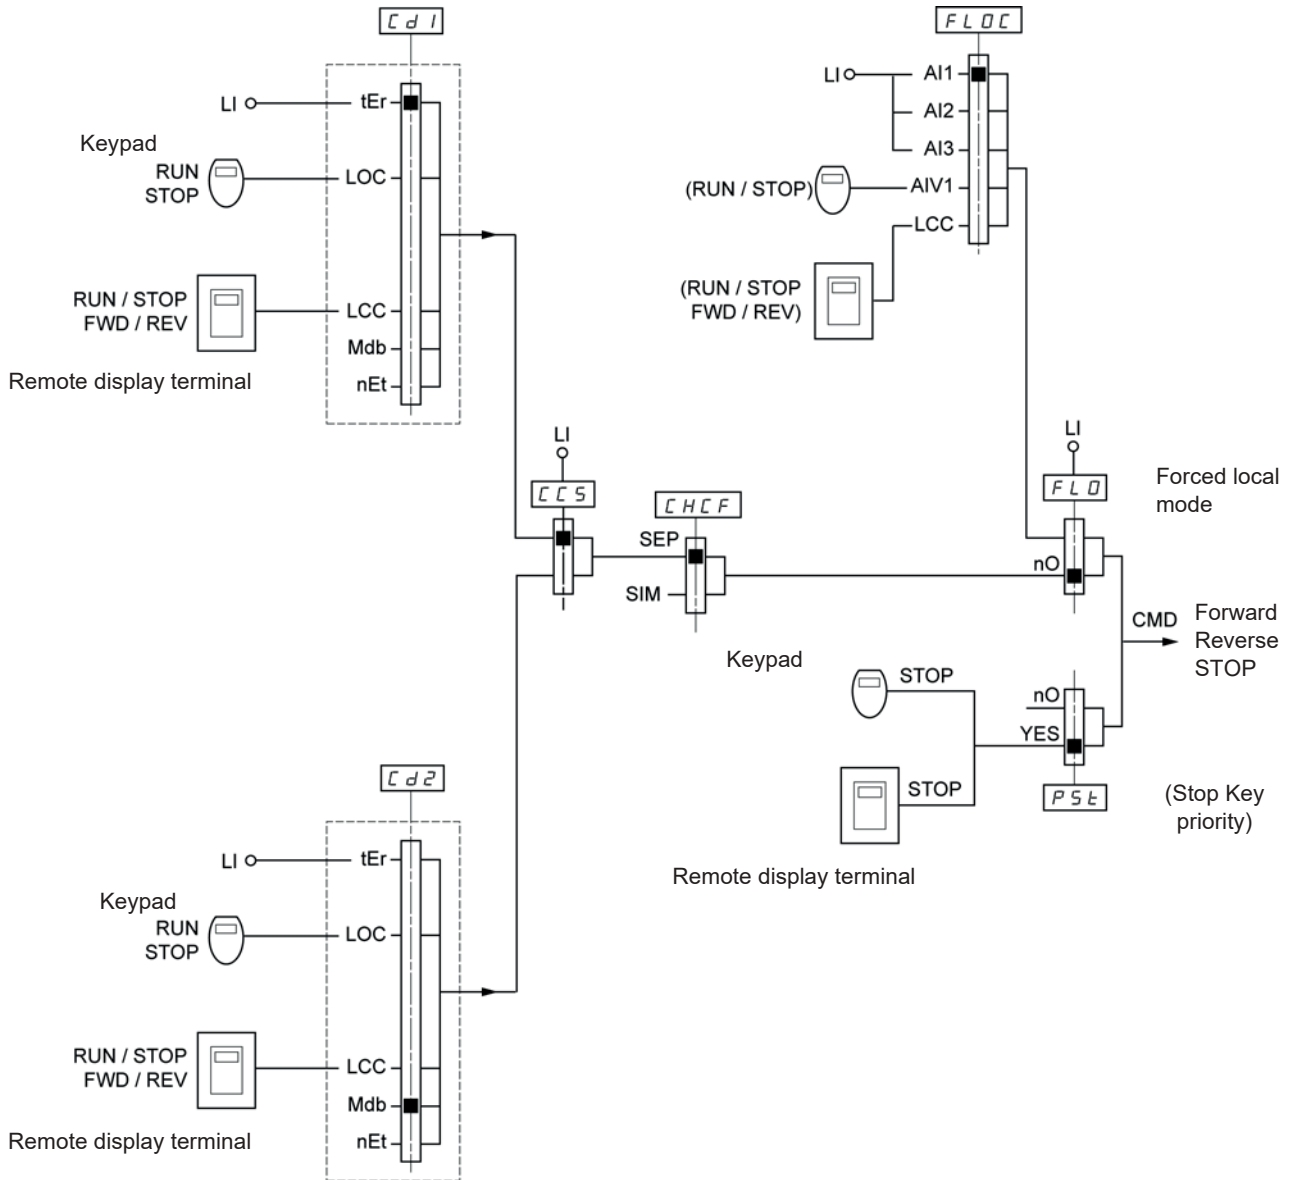 Cd1
LI
tEr
Keypad
RUN
STOP
LOC
RUN / STOP
FWD / REV
LCC
Mdb
nEt
Remote display terminal
FLOC
LI
AI1
AI2
AI3
(RUN / STOP)
AIV1
LCC
(RUN / STOP
FWD / REV)
LI
CCS
CHCF
SEP
SIM
LI
FLO
nO
Forced local
mode
CMD
Forward
Reverse
STOP
Keypad
STOP
nO
YES
STOP
PSt
(Stop Key
priority)
Remote display terminal
Cd2
LI
tEr
Keypad
RUN
STOP
LOC
RUN / STOP
FWD / REV
LCC
Mdb
nEt
Remote display terminal